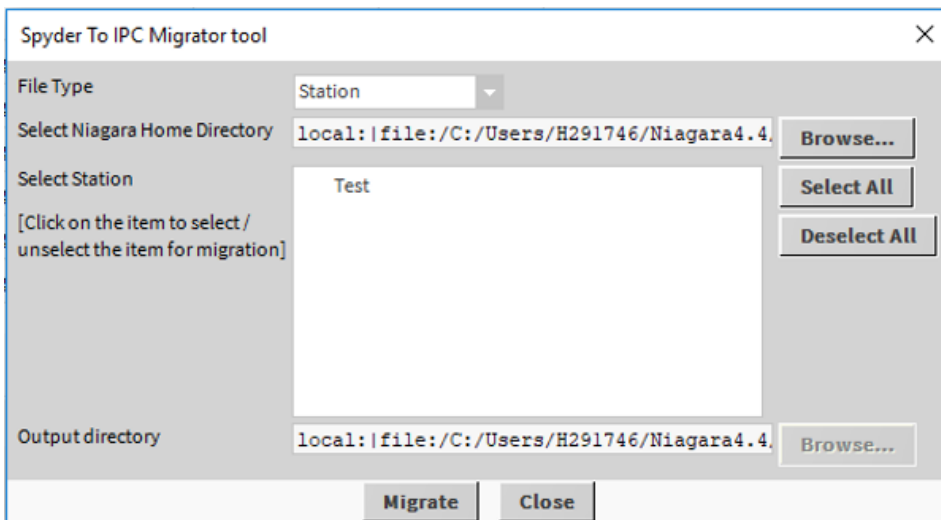 Spyder To IPC Migrator tool
File Type
Station
Select Niagara Home Directory
local:|file:/C:/Users/H291746/Niagara4.4,
Browse...
Select Station
Test
Select All
[Click on the item to select /
unselect the item for migration]
Deselect All
Output directory
local:|file:/C:/Users/H291746/Niagara4.4,
Browse...
Migrate
Close